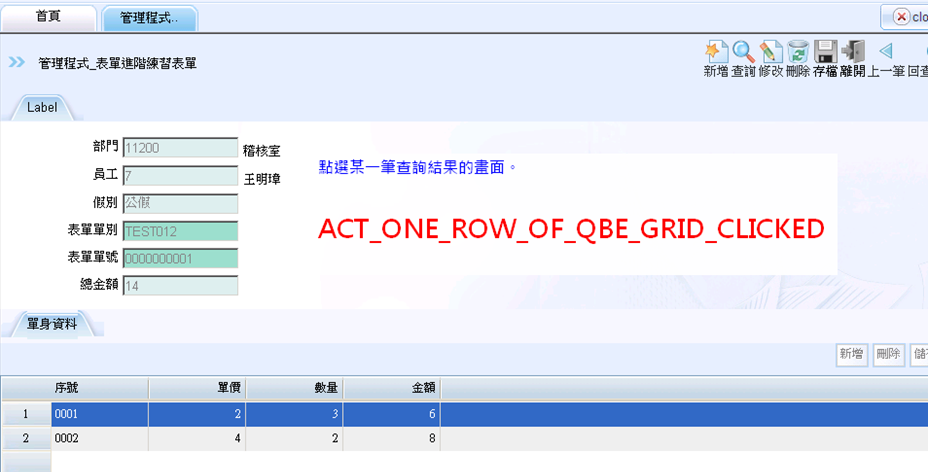 首頁
管理程式..
clo
管理程式_表單進階練習表單
新增 查詢 修改 刪除 存檔 離開 上一筆 回查
Label
部門 11200 稽核室
員工 7 王明璋
假別 公假
表單單別 TEST012
表單單號 0000000001
總金額 14
點選某一筆查詢結果的畫面。
ACT_ONE_ROW_OF_QBE_GRID_CLICKED
單身資料
新增 刪除 儲存
序號 單價 數量 金額
1 0001 2 3 6
2 0002 4 2 8